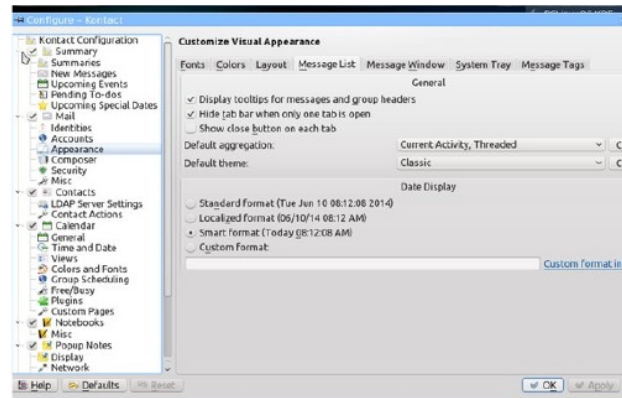 Configure – Kontact
Kontact Configuration
Summary
Summaries
New Messages
Upcoming Events
Pending To-dos
Upcoming Special Dates
Mail
Identities
Accounts
Appearance
Composer
Security
Misc
Contacts
LDAP Server Settings
Contact Actions
Calendar
General
Time and Date
Views
Colors and Fonts
Group Scheduling
Free/Busy
Plugins
Custom Pages
Notebooks
Misc
Popup Notes
Display
Network
Customize Visual Appearance
Fonts Colors Layout Message List Message Window System Tray Message Tags
General
Display tooltips for messages and group headers
Hide tab bar when only one tab is open
Show close button on each tab
Default aggregation: Current Activity, Threaded C
Default theme: Classic C
Date Display
Standard format (Tue Jun 10 08:12:08 2014)
Localized format (06/10/14 08:12 AM)
Smart format (Today 08:12:08 AM)
Custom format:
Custom format in
Help Defaults Reset OK Apply